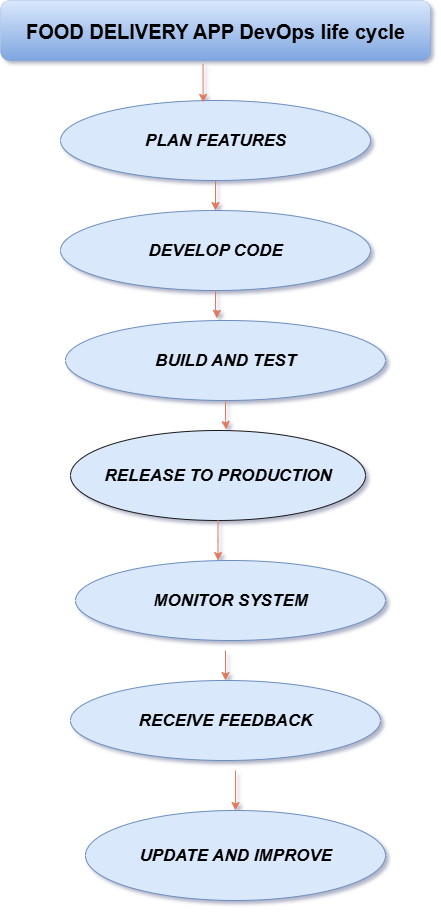 FOOD DELIVERY APP DevOps life cycle
PLAN FEATURES
DEVELOP CODE
BUILD AND TEST
RELEASE TO PRODUCTION
MONITOR SYSTEM
RECEIVE FEEDBACK
UPDATE AND IMPROVE